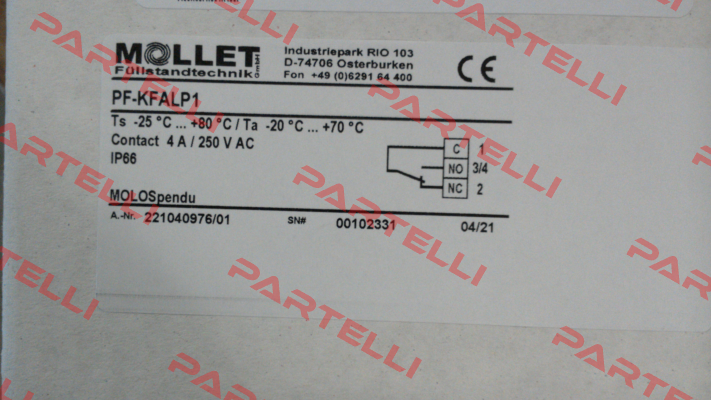 MOLLET
Füllstandtechnik GmbH
Industriepark RIO 103
D-74706 Osterburken
Fon +49 (0)6291 64 400
CE
PF-KFALP1
Ts -25 °C ... +80 °C / Ta -20 °C ... +70 °C
Contact 4 A / 250 V AC
IP66
C 1
NO 3/4
NC 2
MOLOSpendu
A.-Nr. 221040976/01 SN# 00102331 04/21
PARTELLI
PARTELLI
PARTELLI
PARTELLI
PARTELLI
PARTELLI
PARTELLI
PARTELLI